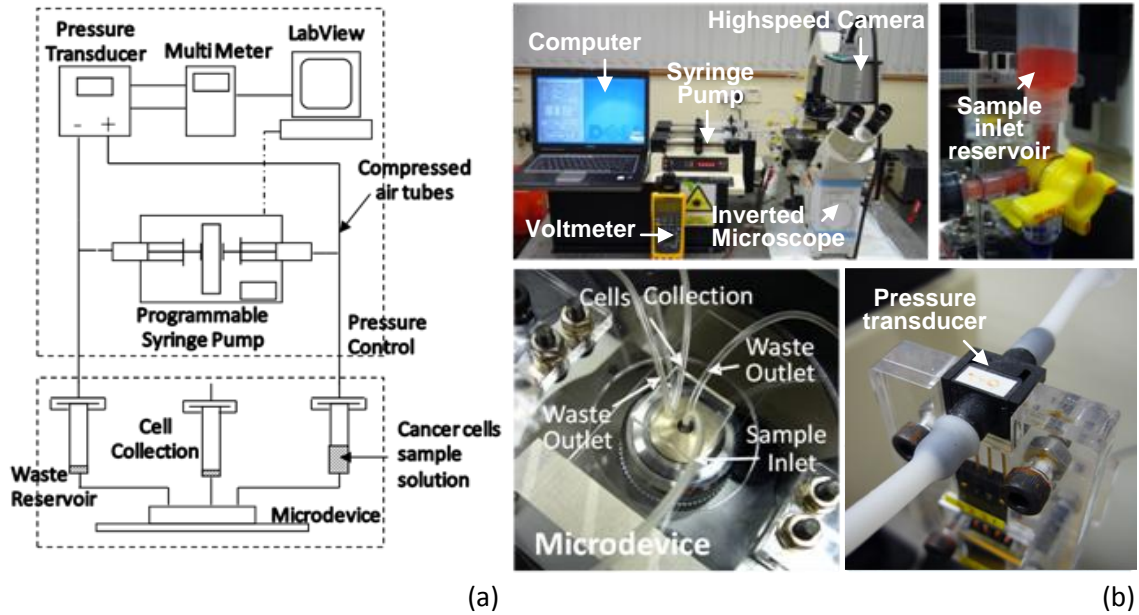 Pressure
Transducer
Multi Meter
LabView
- +
Compressed
air tubes
Programmable
Syringe Pump
Pressure
Control
Cell
Collection
Waste
Reservoir
Cancer cells
sample
solution
Microdevice
(a)
Highspeed Camera
Computer
Syringe
Pump
Voltmeter
Inverted
Microscope
Sample
inlet
reservoir
Cells Collection
Waste
Outlet
Waste
Outlet
Sample
Inlet
Microdevice
Pressure
transducer
(b)